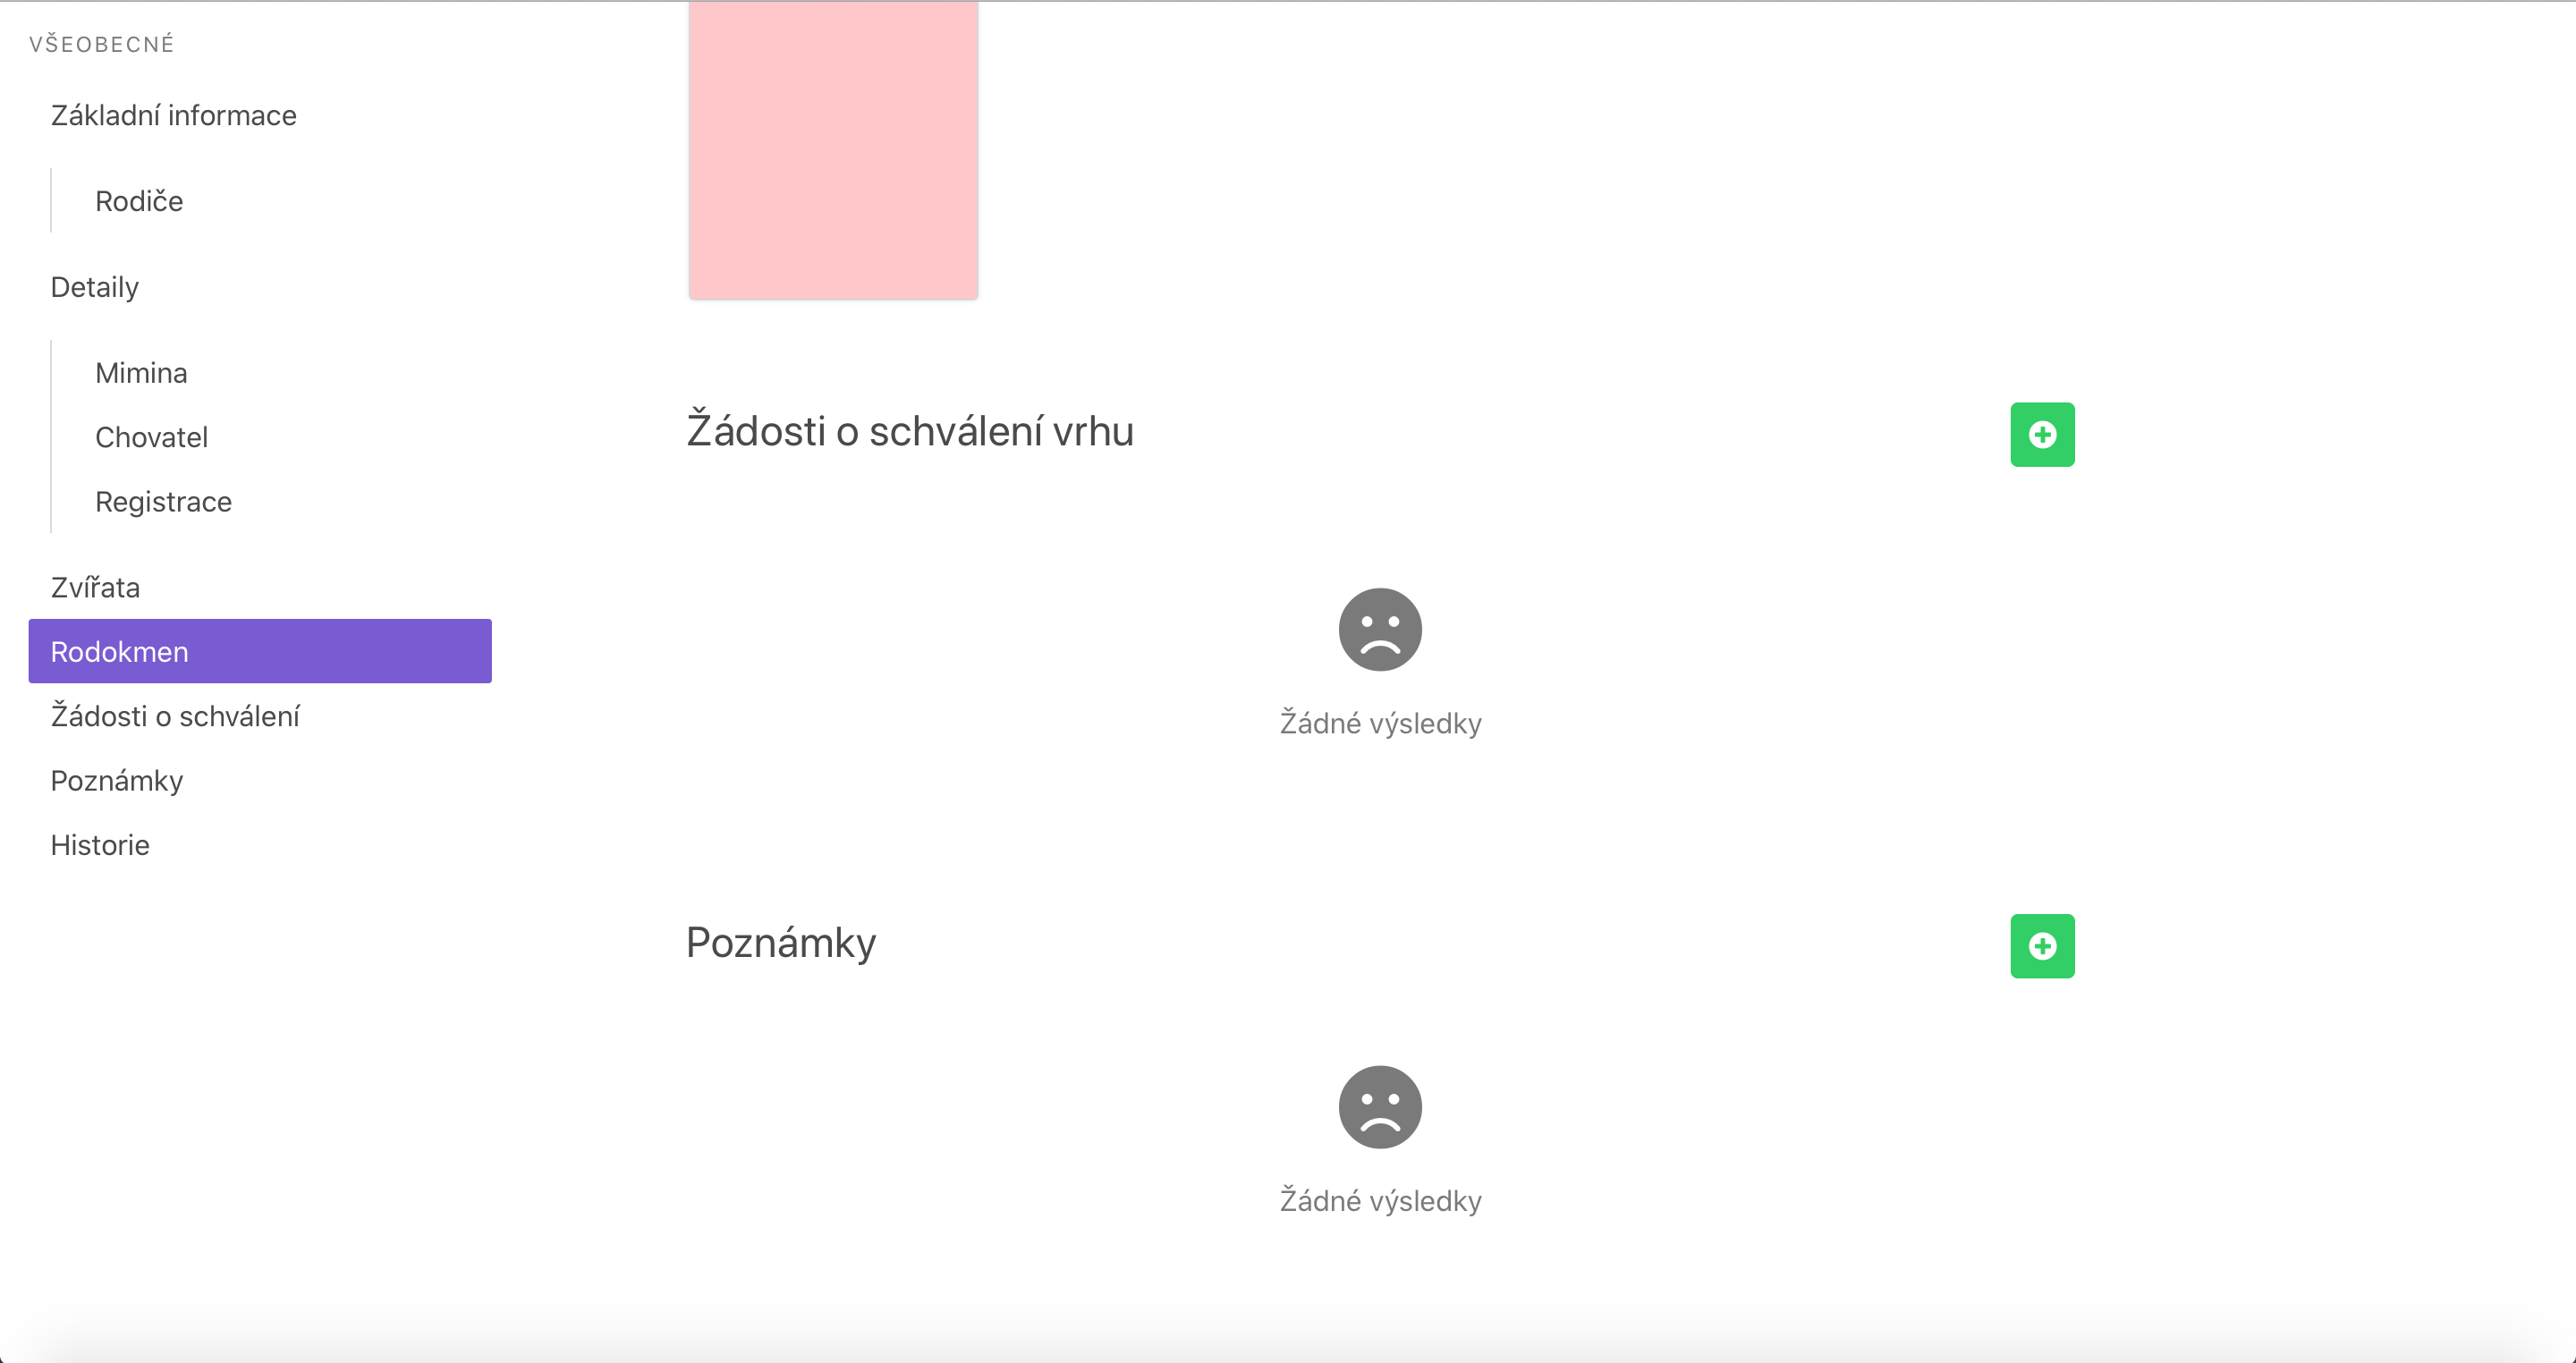 VŠEOBECNÉ
Základní informace
Rodiče
Detaily
Mimina
Chovatel
Registrace
Zvířata
Rodokmen
Žádosti o schválení
Poznámky
Historie
Žádosti o schválení vrhu
Žádné výsledky
Poznámky
Žádné výsledky